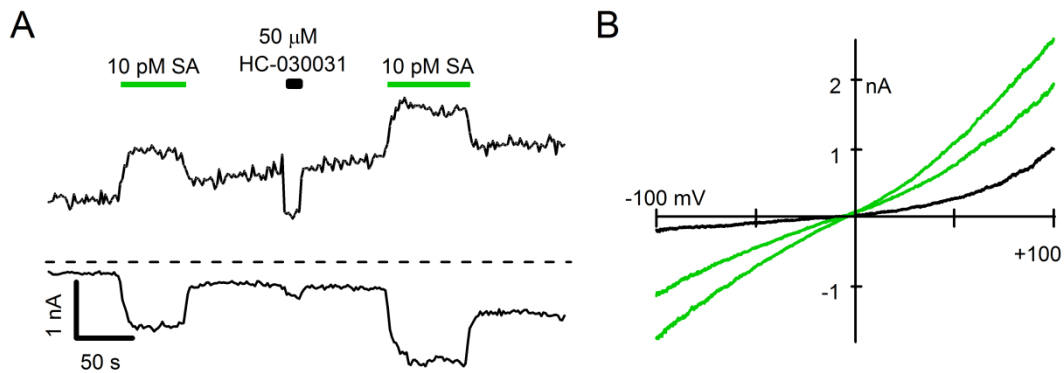 A
50 μM
HC-030031
10 pM SA
10 pM SA
1 nA
50 s
B
2
nA
1
-100 mV
+100
-1